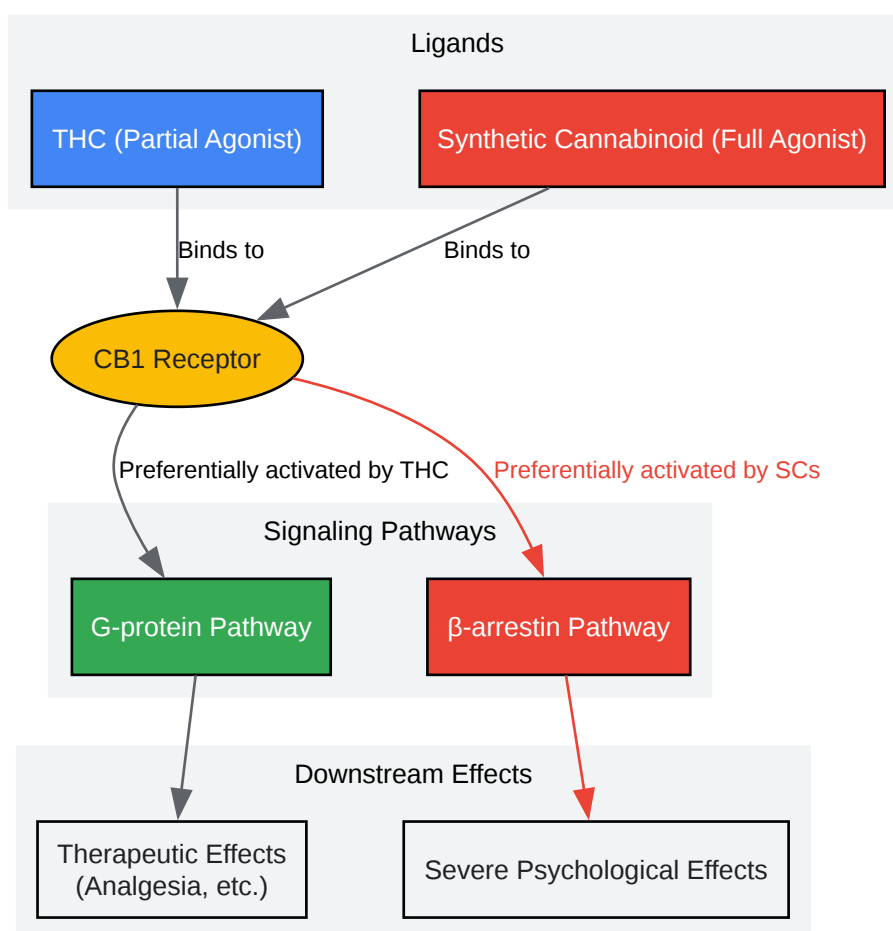 Ligands
THC (Partial Agonist)
Synthetic Cannabinoid (Full Agonist)
Binds to
Binds to
CB1 Receptor
Preferentially activated by THC
Preferentially activated by SCs
Signaling Pathways
G-protein Pathway
β-arrestin Pathway
Downstream Effects
Therapeutic Effects
(Analgesia, etc.)
Severe Psychological Effects